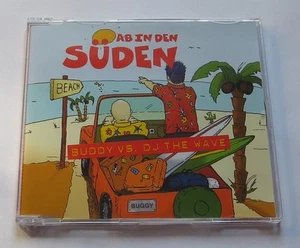 AB IN DEN
SÜDEN
BEACH
BUDDY VS. DJ THE WAVE
BUGGY